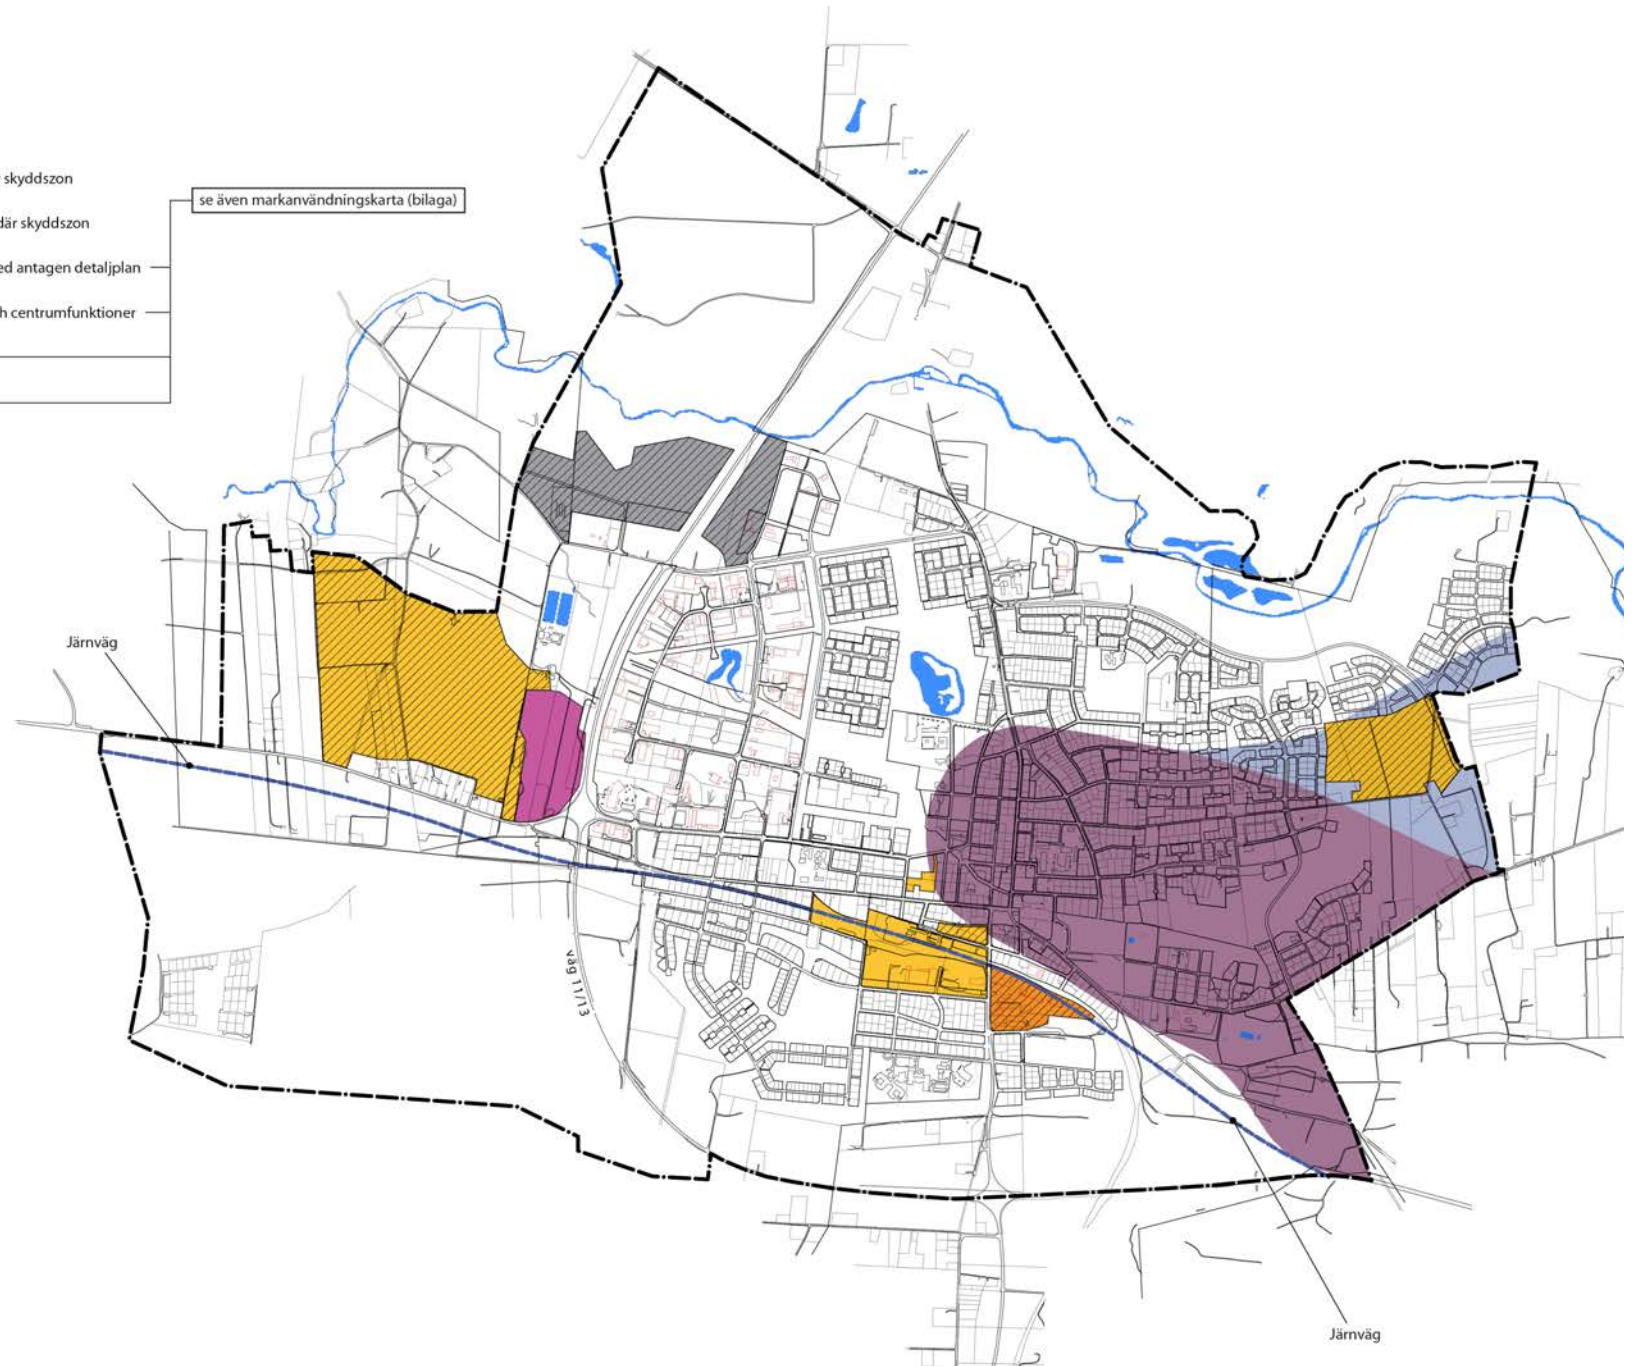 skyddszon
se även markanvändningskarta (bilaga)
där skyddszon
ed antagen detaljplan
h centrumfunktioner
Järnväg
väg 11/13
Järnväg